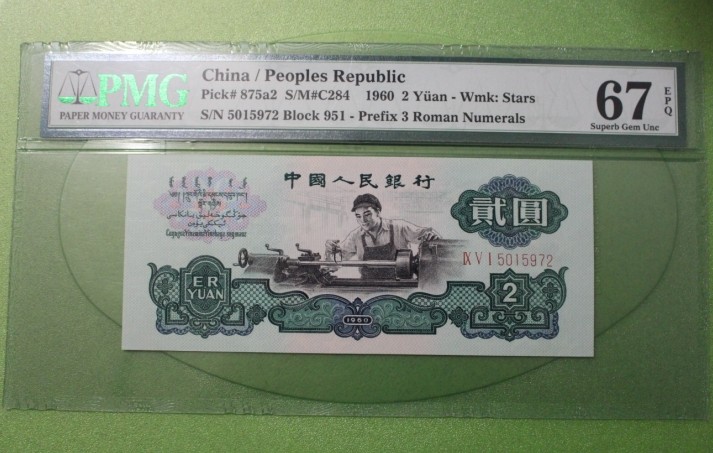 PMG
PAPER MONEY GUARANTY
China / Peoples Republic
Pick# 875a2 S/M#C284 1960 2 Yüan - Wmk: Stars
S/N 5015972 Block 951 - Prefix 3 Roman Numerals
67
EPQ
Superb Gem Unc
中國人民銀行
貳圓
IX V I 5015972
ER
YUAN
1960
2